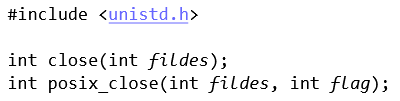 #include <unistd.h>
int close(int fildes);
int posix_close(int fildes, int flag);